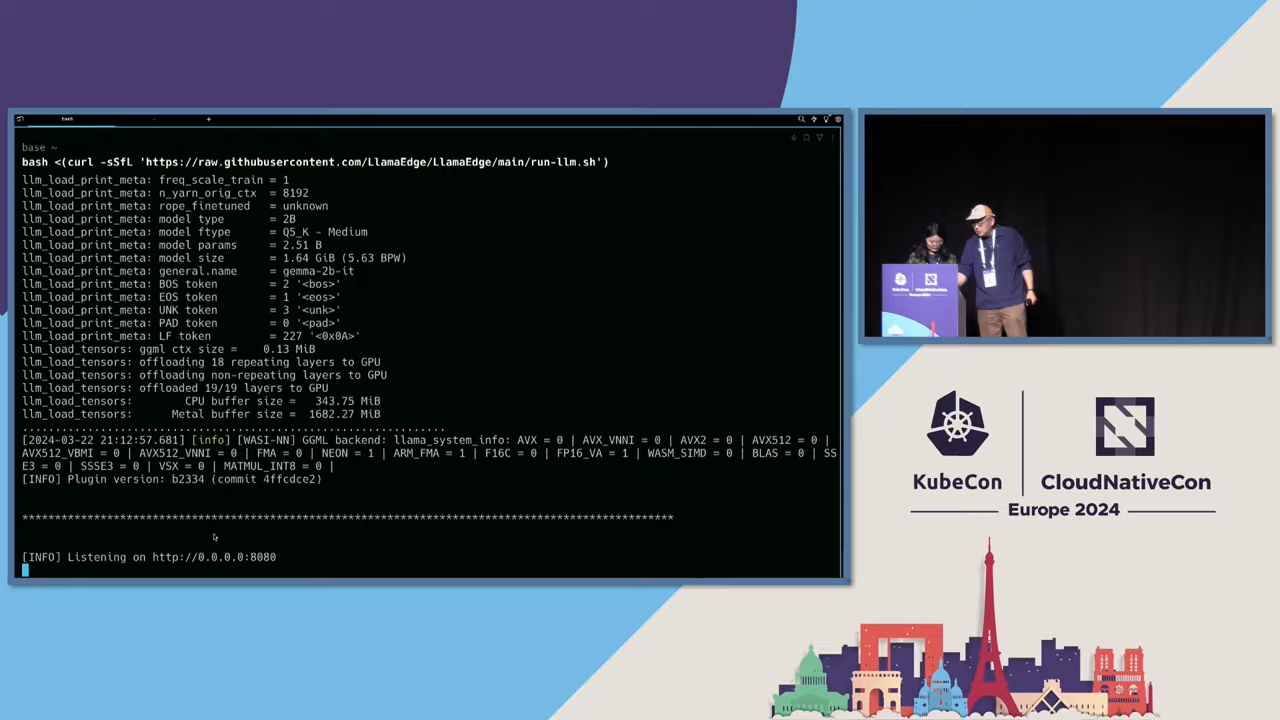 bash
base ~
bash <(curl -sSfL 'https://raw.githubusercontent.com/LlamaEdge/LlamaEdge/main/run-llm.sh')
llm_load_print_meta: freq_scale_train = 1
llm_load_print_meta: n_yarn_orig_ctx  = 8192
llm_load_print_meta: rope_finetuned   = unknown
llm_load_print_meta: model type       = 2B
llm_load_print_meta: model ftype      = Q5_K - Medium
llm_load_print_meta: model params     = 2.51 B
llm_load_print_meta: model size       = 1.64 GiB (5.63 BPW)
llm_load_print_meta: general.name     = gemma-2b-it
llm_load_print_meta: BOS token        = 2 '<bos>'
llm_load_print_meta: EOS token        = 1 '<eos>'
llm_load_print_meta: UNK token        = 3 '<unk>'
llm_load_print_meta: PAD token        = 0 '<pad>'
llm_load_print_meta: LF token         = 227 '<0x0A>'
llm_load_tensors: ggml ctx size =    0.13 MiB
llm_load_tensors: offloading 18 repeating layers to GPU
llm_load_tensors: offloading non-repeating layers to GPU
llm_load_tensors: offloaded 19/19 layers to GPU
llm_load_tensors:        CPU buffer size =   343.75 MiB
llm_load_tensors:      Metal buffer size =  1682.27 MiB
.................................................................
[2024-03-22 21:12:57.681] [info] [WASI-NN] GGML backend: llama_system_info: AVX = 0 | AVX_VNNI = 0 | AVX2 = 0 | AVX512 = 0 |
AVX512_VBMI = 0 | AVX512_VNNI = 0 | FMA = 0 | NEON = 1 | ARM_FMA = 1 | F16C = 0 | FP16_VA = 1 | WASM_SIMD = 0 | BLAS = 0 | SS
E3 = 0 | SSSE3 = 0 | VSX = 0 | MATMUL_INT8 = 0 |
[INFO] Plugin version: b2334 (commit 4ffcdce2)
****************************************************************************************************
[INFO] Listening on http://0.0.0.0:8080
KubeCon
CloudNativeCon
Europe 2024
KubeCon
CloudNativeCon
Europe 2024